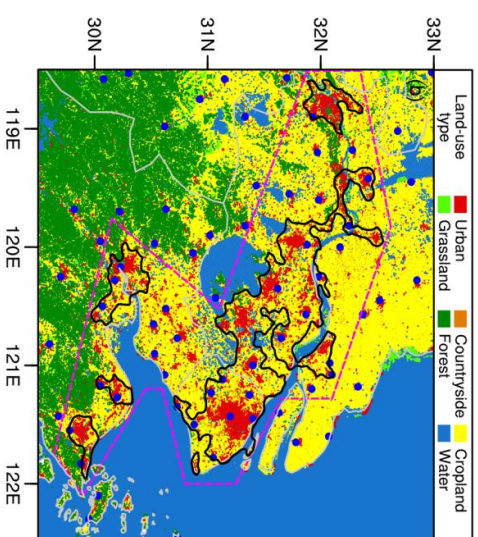 Land-use type
Urban
Countryside
Cropland
Grassland
Forest
Water
(b)
33N
32N
31N
30N
119E
120E
121E
122E